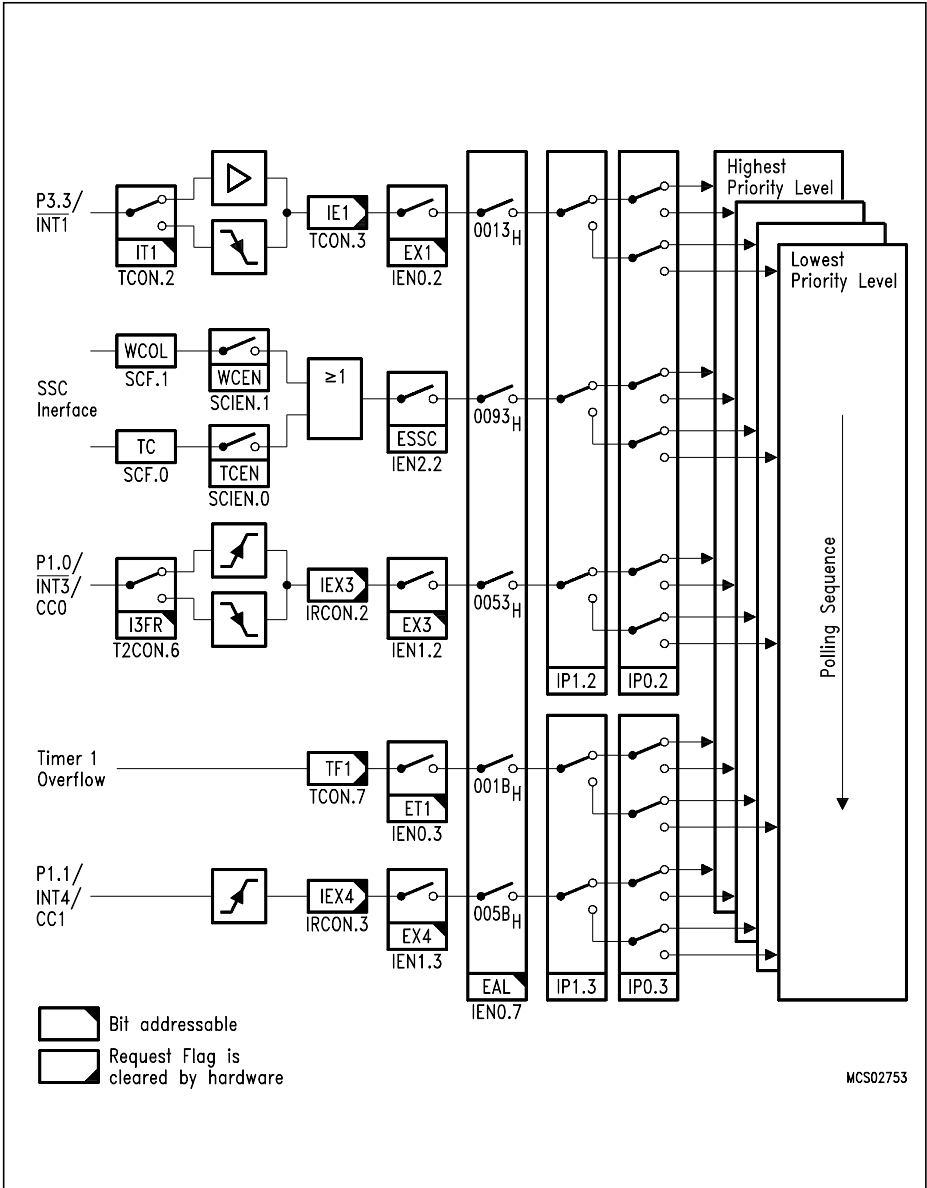 Highest
Priority Level
Lowest
Priority Level
Polling Sequence
P3.3/
INT1
IT1
TCON.2
IE1
TCON.3
EX1
IEN0.2
0013H
SSC
Inerface
WCOL
SCF.1
WCEN
SCIEN.1
TC
SCF.0
TCEN
SCIEN.0
≥1
ESSC
IEN2.2
0093H
P1.0/
INT3/
CC0
I3FR
T2CON.6
IEX3
IRCON.2
EX3
IEN1.2
0053H
IP1.2
IP0.2
Timer 1
Overflow
TF1
TCON.7
ET1
IEN0.3
001BH
P1.1/
INT4/
CC1
IEX4
IRCON.3
EX4
IEN1.3
005BH
EAL
IEN0.7
IP1.3
IP0.3
Bit addressable
Request Flag is
cleared by hardware
MCS02753